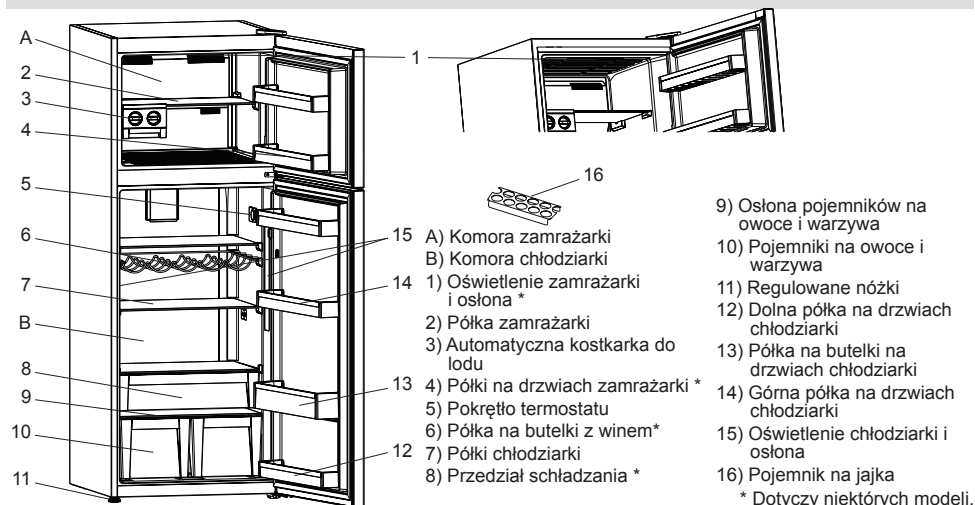 A
2
3
4
5
6
7
B
8
9
10
11
1
15
14
13
12
16
A) Komora zamrażarki
B) Komora chłodziarki
1) Oświetlenie zamrażarki
i osłona *
2) Półka zamrażarki
3) Automatyczna kostkarka do
lodu
4) Półki na drzwiach zamrażarki *
5) Pokrętło termostatu
6) Półka na butelki z winem*
7) Półki chłodziarki
8) Przedział schładzania *
9) Osłona pojemników na
owoce i warzywa
10) Pojemniki na owoce i
warzywa
11) Regulowane nóżki
12) Dolna półka na drzwiach
chłodziarki
13) Półka na butelki na
drzwiach chłodziarki
14) Górna półka na drzwiach
chłodziarki
15) Oświetlenie chłodziarki i
osłona
16) Pojemnik na jajka
* Dotyczy niektórych modeli.